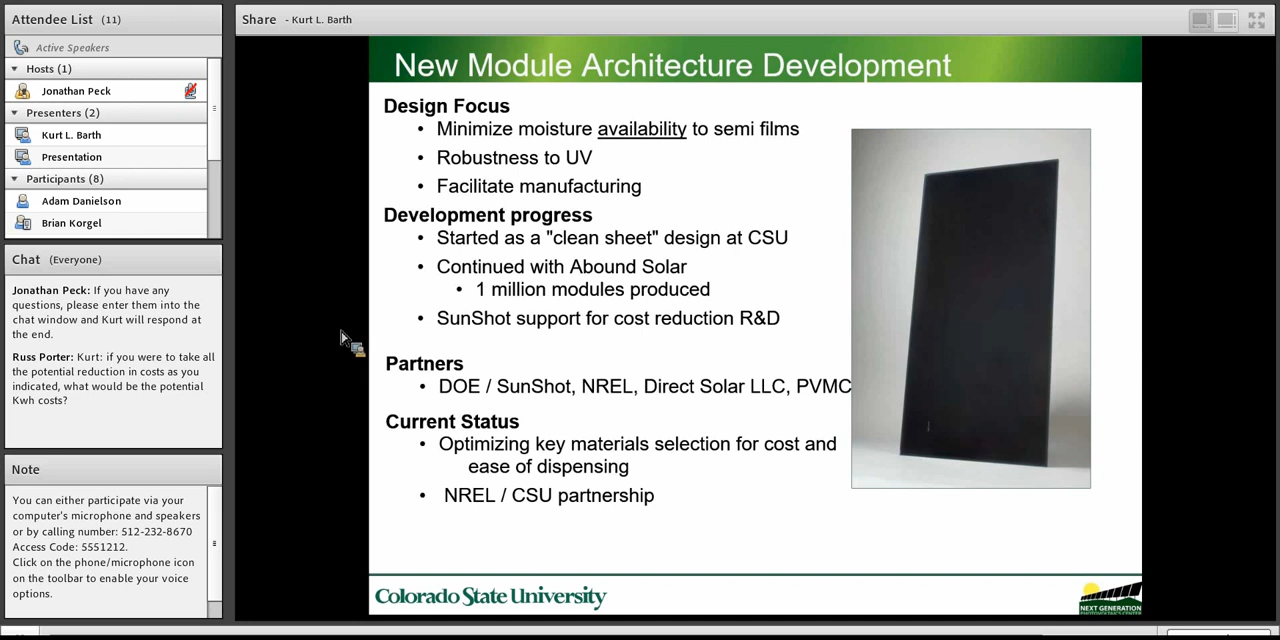 Attendee List (11)
Active Speakers
Hosts (1)
Jonathan Peck
Presenters (2)
Kurt L. Barth
Presentation
Participants (8)
Adam Danielson
Brian Korgel
Chat (Everyone)
Jonathan Peck: If you have any
questions, please enter them into the
chat window and Kurt will respond at
the end.
Russ Porter: Kurt: if you were to take all
the potential reduction in costs as you
indicated, what would be the potential
Kwh costs?
Note
You can either participate via your
computer's microphone and speakers
or by calling number: 512-232-8670
Access Code: 5551212.
Click on the phone/microphone icon
on the toolbar to enable your voice
options.
Share - Kurt L. Barth
New Module Architecture Development
Design Focus
• Minimize moisture availability to semi films
• Robustness to UV
• Facilitate manufacturing
Development progress
• Started as a "clean sheet" design at CSU
• Continued with Abound Solar
• 1 million modules produced
• SunShot support for cost reduction R&D
Partners
• DOE / SunShot, NREL, Direct Solar LLC, PVMC
Current Status
• Optimizing key materials selection for cost and
ease of dispensing
• NREL / CSU partnership
Colorado State University
NEXT GENERATION
PHOTOVOLTAICS CENTER